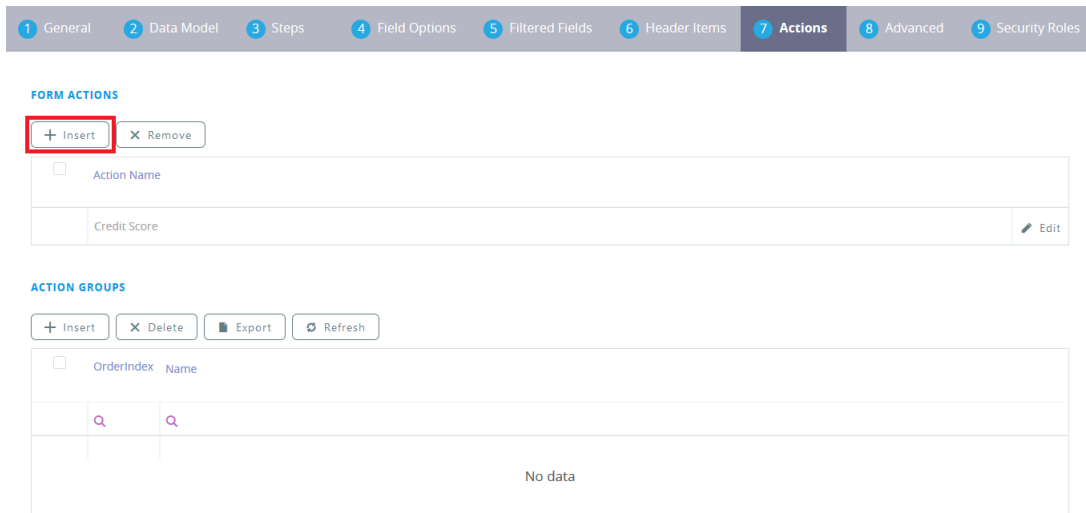 1 General 2 Data Model 3 Steps 4 Field Options 5 Filtered Fields 6 Header Items 7 Actions 8 Advanced 9 Security Roles
FORM ACTIONS
Insert Remove
Action Name
Credit Score Edit
ACTION GROUPS
Insert Delete Export Refresh
OrderIndex Name
No data